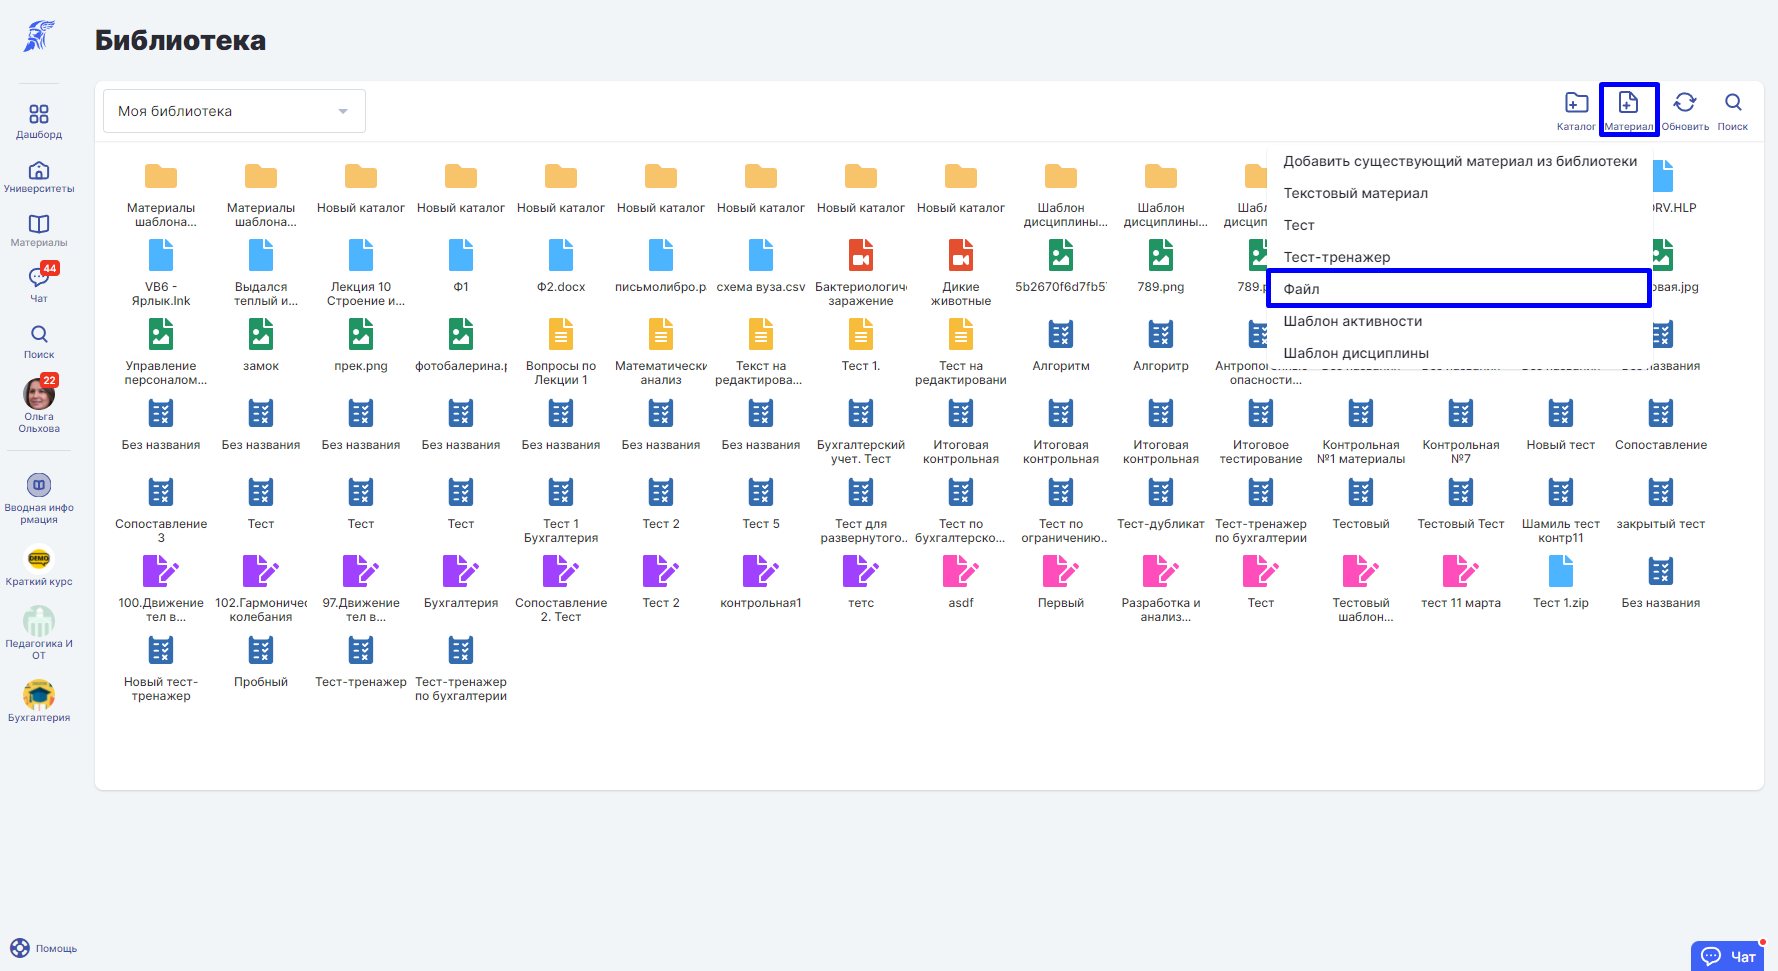 Библиотека
Моя библиотека
Каталог
Материал
Обновить
Поиск
Дашборд
Университеты
Материалы
44
Чат
Поиск
22
Ольга
Ольхова
Вводная инфо
рмация
DEMO
Краткий курс
Педагогика И
ОТ
Бухгалтерия
Помощь
Добавить существующий материал из библиотеки
Текстовый материал
Тест
Тест-тренажер
Файл
Шаблон активности
Шаблон дисциплины
Материалы
шаблона...
Материалы
шаблона...
Новый каталог
Новый каталог
Новый каталог
Новый каталог
Новый каталог
Новый каталог
Новый каталог
Шаблон
дисциплины...
Шаблон
дисциплины...
VB6 -
Ярлык.lnk
Выдался
теплый и...
Лекция 10
Строение и...
Ф1
Ф2.docx
письмолибро.
схема вуза.csv
Бактериологич
заражение
Дикие
животные
5b2670f6d7fb5
789.png
Управление
персоналом...
замок
прек.png
фотобалерина.
Вопросы по
Лекции 1
Математически
анализ
Текст на
редактирова...
Тест 1.
Тест на
редактировани
Алгоритм
Алгоритр
Без названия
Без названия
Без названия
Без названия
Без названия
Без названия
Без названия
Бухгалтерский
учет. Тест
Итоговая
контрольная
Итоговая
контрольная
Итоговая
контрольная
Итоговое
тестирование
Контрольная
№1 материалы
Контрольная
№7
Новый тест
Сопоставление
Сопоставление
3
Тест
Тест
Тест
Тест 1
Бухгалтерия
Тест 2
Тест 5
Тест для
развернутого..
Тест по
бухгалтерско...
Тест по
ограничению..
Тест-дубликат
Тест-тренажер
по бухгалтерии
Тестовый
Тестовый Тест
Шамиль тест
контр11
закрытый тест
100.Движение
тел в...
102.Гармоничес
колебания
97.Движение
тел в...
Бухгалтерия
Сопоставление
2. Тест
Тест 2
контрольная1
тетс
asdf
Первый
Разработка и
анализ...
Тест
Тестовый
шаблон...
тест 11 марта
Тест 1.zip
Без названия
Новый тест-
тренажер
Пробный
Тест-тренажер
Тест-тренажер
по бухгалтерии
Чат